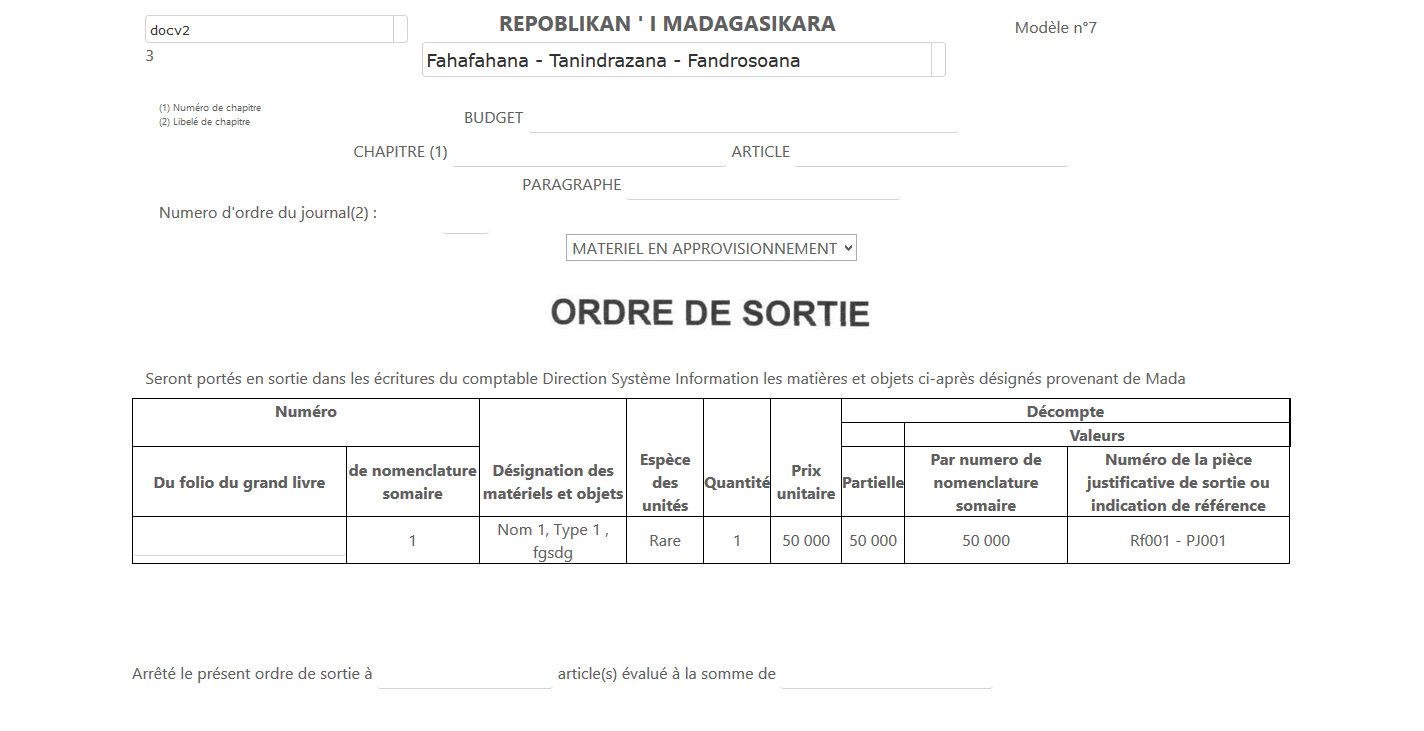 docv2
REPOBLIKAN ' I MADAGASIKARA
Modèle n°7
3
Fahafahana - Tanindrazana - Fandrosoana
(1) Numéro de chapitre
(2) Libelé de chapitre
BUDGET
CHAPITRE (1) ARTICLE
PARAGRAPHE
Numero d'ordre du journal(2) :
MATERIEL EN APPROVISIONNEMENT
ORDRE DE SORTIE
Seront portés en sortie dans les écritures du comptable Direction Système Information les matières et objets ci-après désignés provenant de Mada
Numéro
Décompte
Valeurs
Du folio du grand livre
de nomenclature
somaire
Désignation des
matériels et objets
Espèce
des
unités
Quantité
Prix
unitaire
Partielle
Par numero de
nomenclature
somaire
Numéro de la pièce
justificative de sortie ou
indication de référence
1
Nom 1, Type 1 ,
fgsdg
Rare
1
50 000
50 000
50 000
Rf001 - PJ001
Arrêté le présent ordre de sortie à article(s) évalué à la somme de